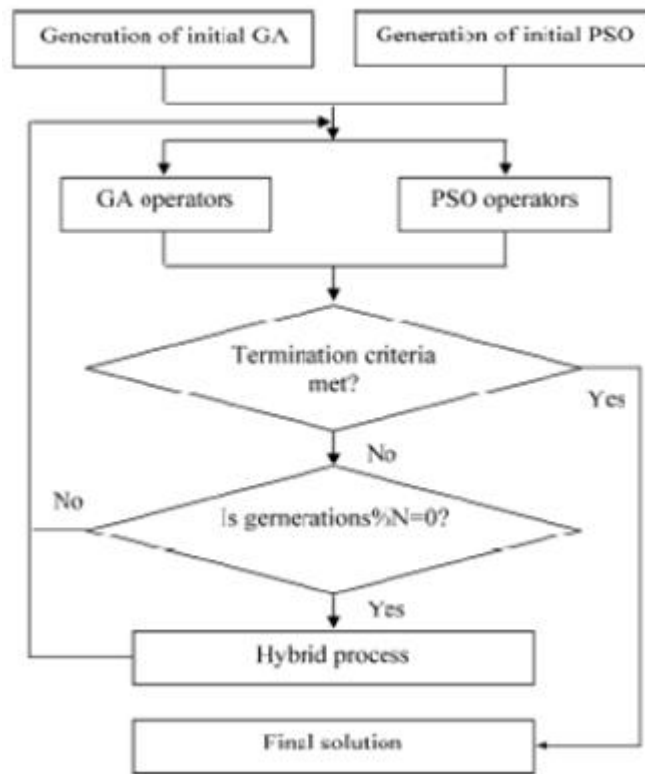 Generation of initial GA
Generation of initial PSO
GA operators
PSO operators
Termination criteria
met?
Yes
No
No
Is gernerations%N=0?
Yes
Hybrid process
Final solution